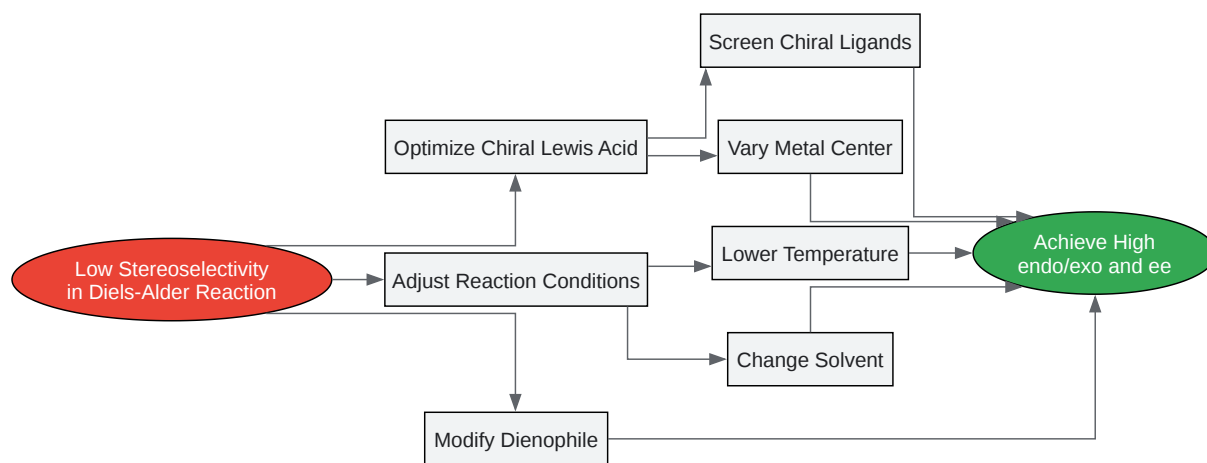 Screen Chiral Ligands
Optimize Chiral Lewis Acid
Vary Metal Center
Low Stereoselectivity
in Diels-Alder Reaction
Adjust Reaction Conditions
Lower Temperature
Achieve High
endo/exo and ee
Change Solvent
Modify Dienophile